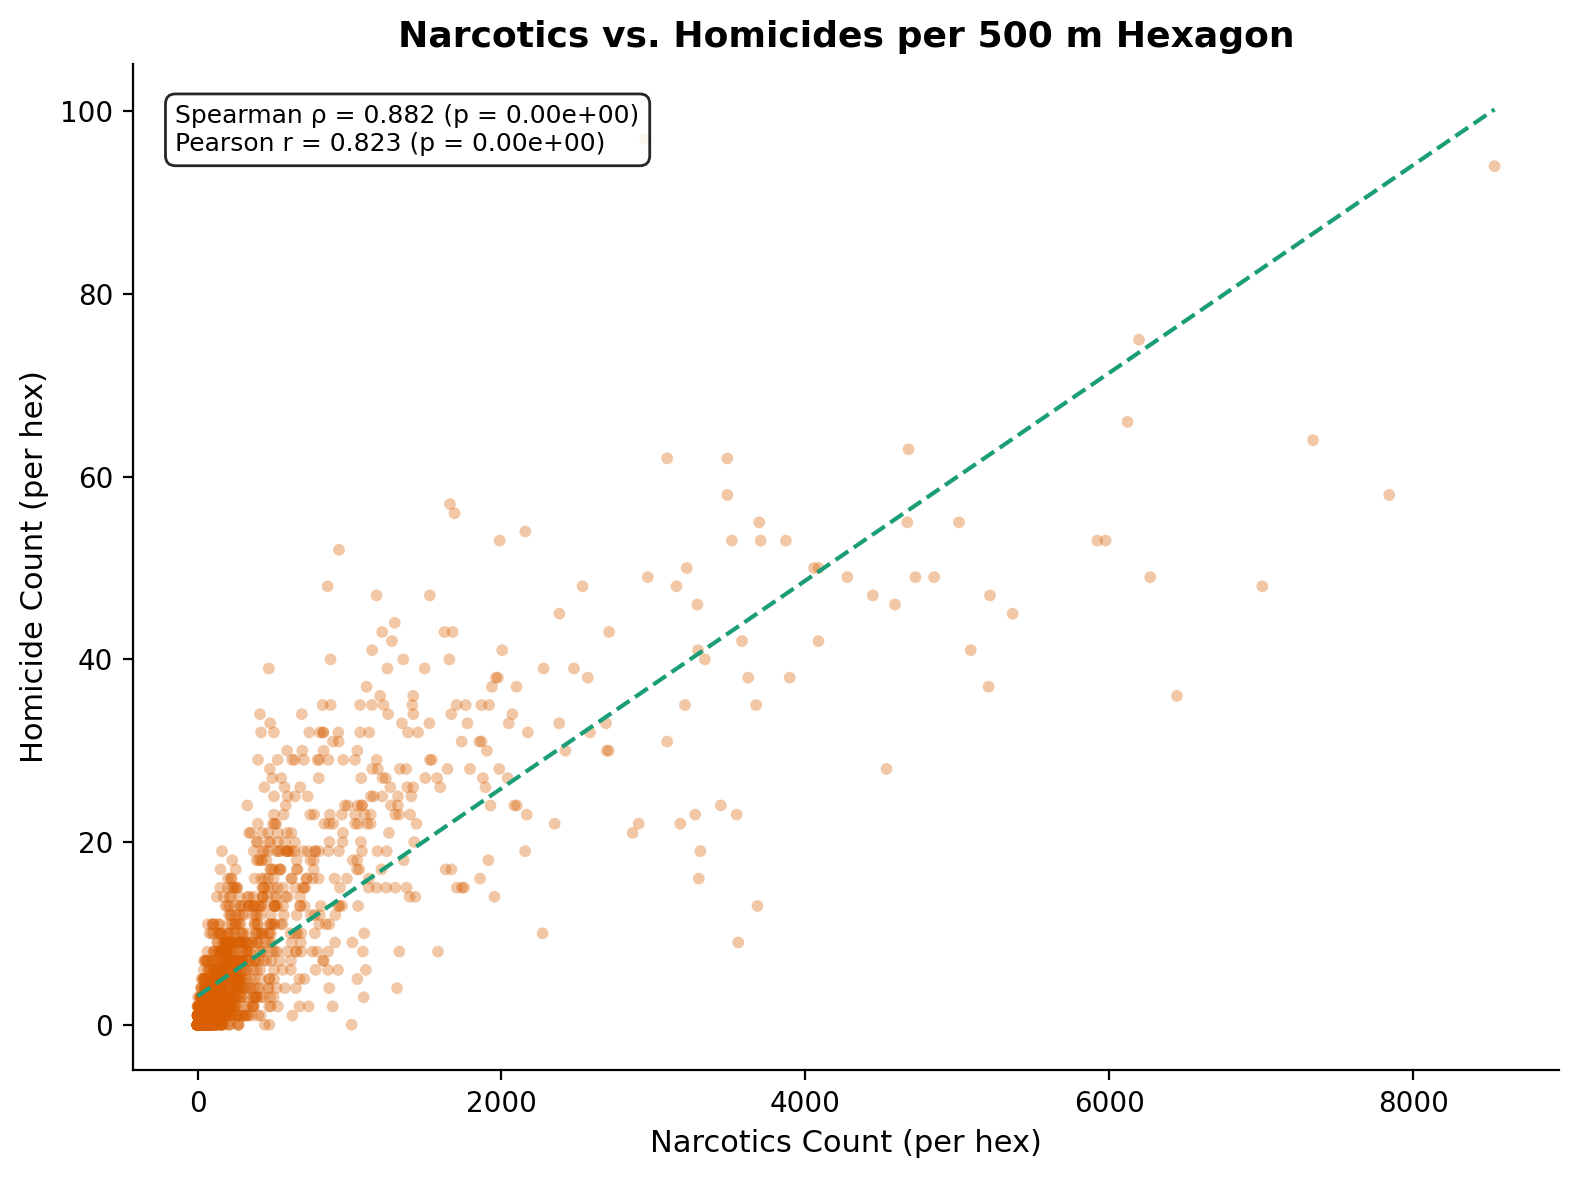 Narcotics vs. Homicides per 500 m Hexagon
Spearman ρ = 0.882 (p = 0.00e+00)
Pearson r = 0.823 (p = 0.00e+00)
100
80
60
40
20
0
Homicide Count (per hex)
0
2000
4000
6000
8000
Narcotics Count (per hex)